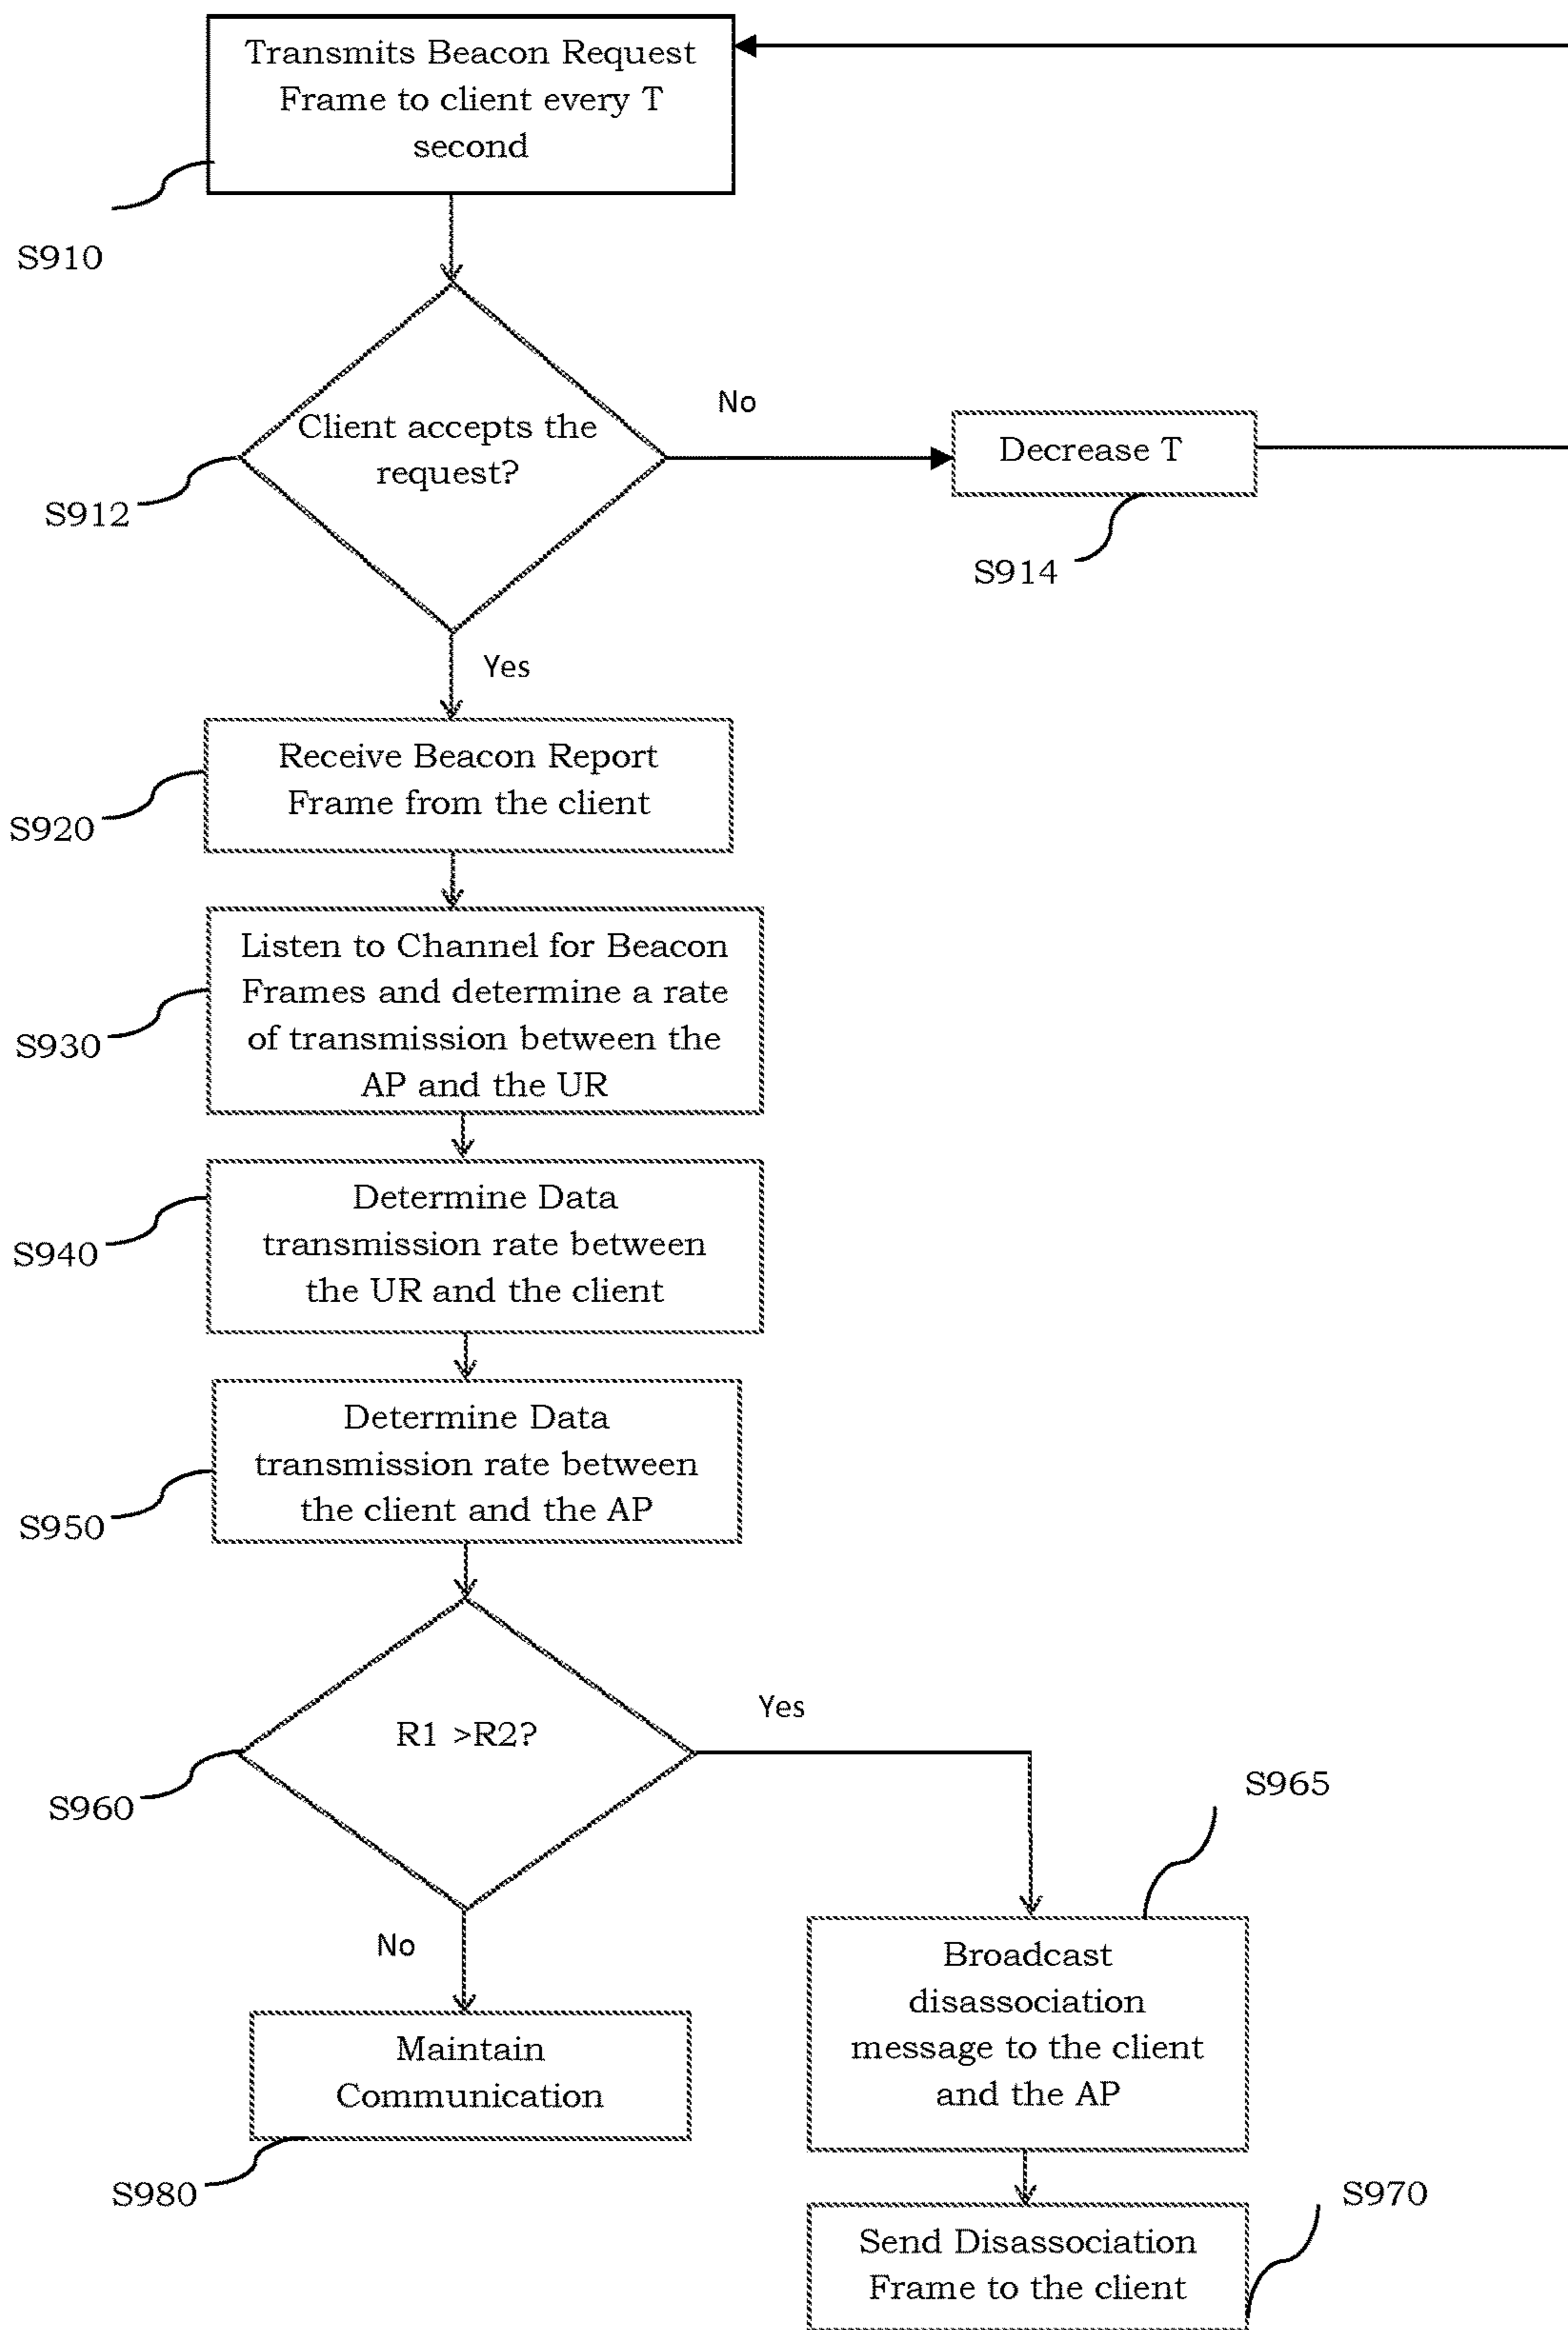 Transmits Beacon Request
Frame to client every T
second
S910
Client accepts the
request?
No
S912
Decrease T
S914
Yes
Receive Beacon Report
Frame from the client
S920
Listen to Channel for Beacon
Frames and determine a rate
of transmission between the
AP and the UR
S930
Determine Data
transmission rate between
the UR and the client
S940
Determine Data
transmission rate between
the client and the AP
S950
R1 >R2?
Yes
S960
S965
No
Broadcast
disassociation
message to the client
and the AP
Maintain
Communication
S980
S970
Send Disassociation
Frame to the client